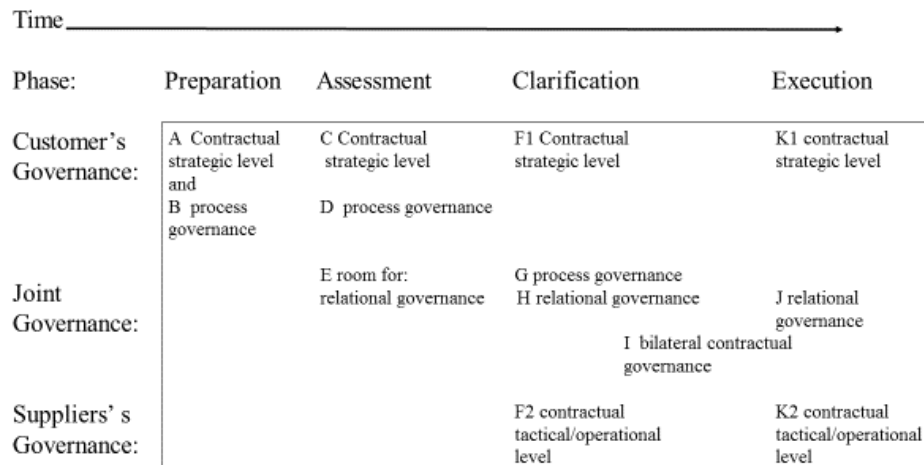 Time
Phase: Preparation Assessment Clarification Execution
Customer's
Governance:
A Contractual
strategic level
and
B process
governance
C Contractual
strategic level
D process governance
F1 Contractual
strategic level
K1 contractual
strategic level
Joint
Governance:
E room for:
relational governance
G process governance
H relational governance
I bilateral contractual
governance
J relational
governance
Suppliers' s
Governance:
F2 contractual
tactical/operational
level
K2 contractual
tactical/operational
level